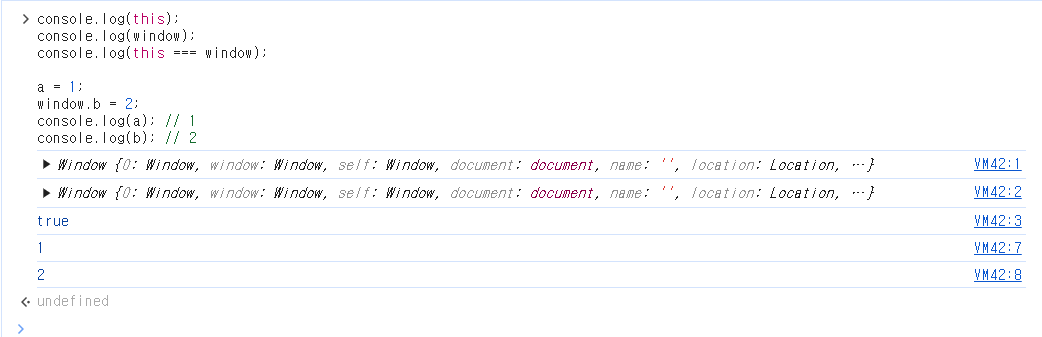 console.log(this);
console.log(window);
console.log(this === window);
a = 1;
window.b = 2;
console.log(a); // 1
console.log(b); // 2
Window {0: Window, window: Window, self: Window, document: document, name: '', location: Location, …} VM42:1
Window {0: Window, window: Window, self: Window, document: document, name: '', location: Location, …} VM42:2
true VM42:3
1 VM42:7
2 VM42:8
undefined